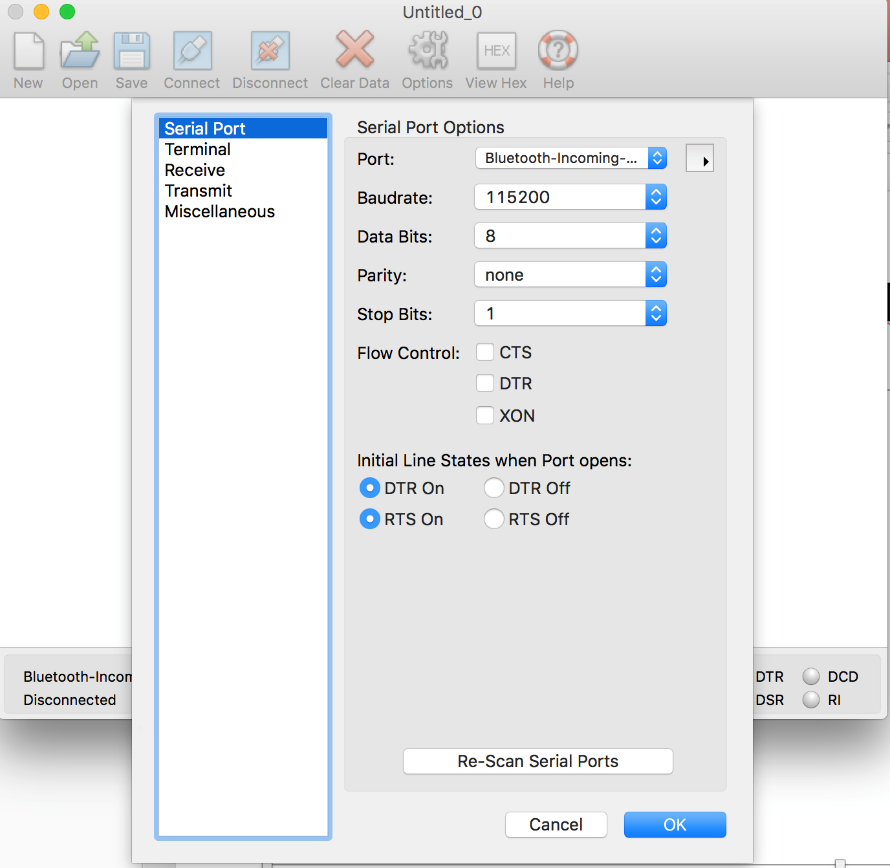 Untitled_0
New Open Save Connect Disconnect Clear Data Options View Hex Help
HEX
Serial Port
Terminal
Receive
Transmit
Miscellaneous
Serial Port Options
Port: Bluetooth-Incoming-...
Baudrate: 115200
Data Bits: 8
Parity: none
Stop Bits: 1
Flow Control: CTS
DTR
XON
Initial Line States when Port opens:
DTR On DTR Off
RTS On RTS Off
Bluetooth-Incom
Disconnected
DTR DCD
DSR RI
Re-Scan Serial Ports
Cancel OK